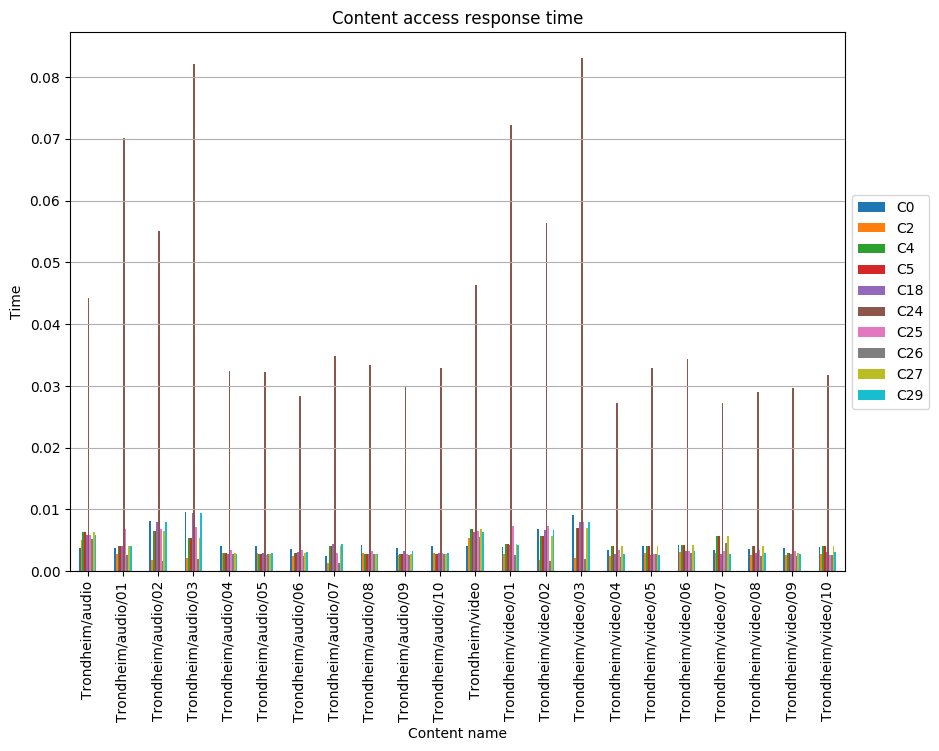 Content access response time
0.08
0.07
0.06
0.05
0.04
0.03
0.02
0.01
0.00
Time
Trondheim/audio
Trondheim/audio/01
Trondheim/audio/02
Trondheim/audio/03
Trondheim/audio/04
Trondheim/audio/05
Trondheim/audio/06
Trondheim/audio/07
Trondheim/audio/08
Trondheim/audio/09
Trondheim/audio/10
Trondheim/video
Trondheim/video/01
Trondheim/video/02
Trondheim/video/03
Trondheim/video/04
Trondheim/video/05
Trondheim/video/06
Trondheim/video/07
Trondheim/video/08
Trondheim/video/09
Trondheim/video/10
Content name
C0
C2
C4
C5
C18
C24
C25
C26
C27
C29